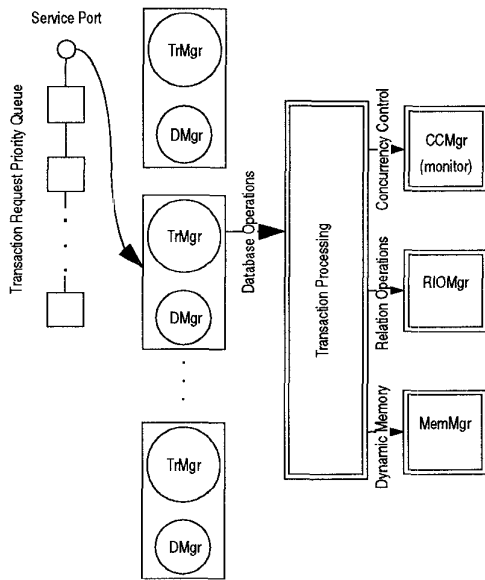 Service Port
Transaction Request Priority Queue
TrMgr
DMgr
TrMgr
DMgr
TrMgr
DMgr
Database Operations
Transaction Processing
Concurrency Control
Relation Operations
Dynamic Memory
CCMgr
(monitor)
RIOMgr
MemMgr